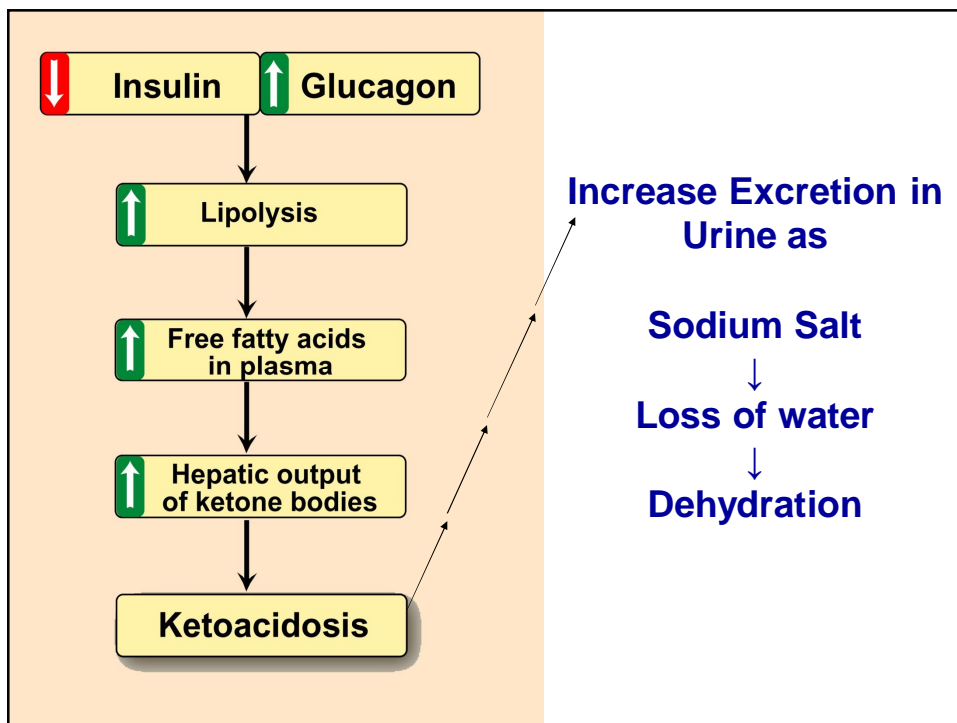 Insulin
Glucagon
Lipolysis
Free fatty acids
in plasma
Hepatic output
of ketone bodies
Ketoacidosis
Increase Excretion in
Urine as
Sodium Salt
↓
Loss of water
↓
Dehydration